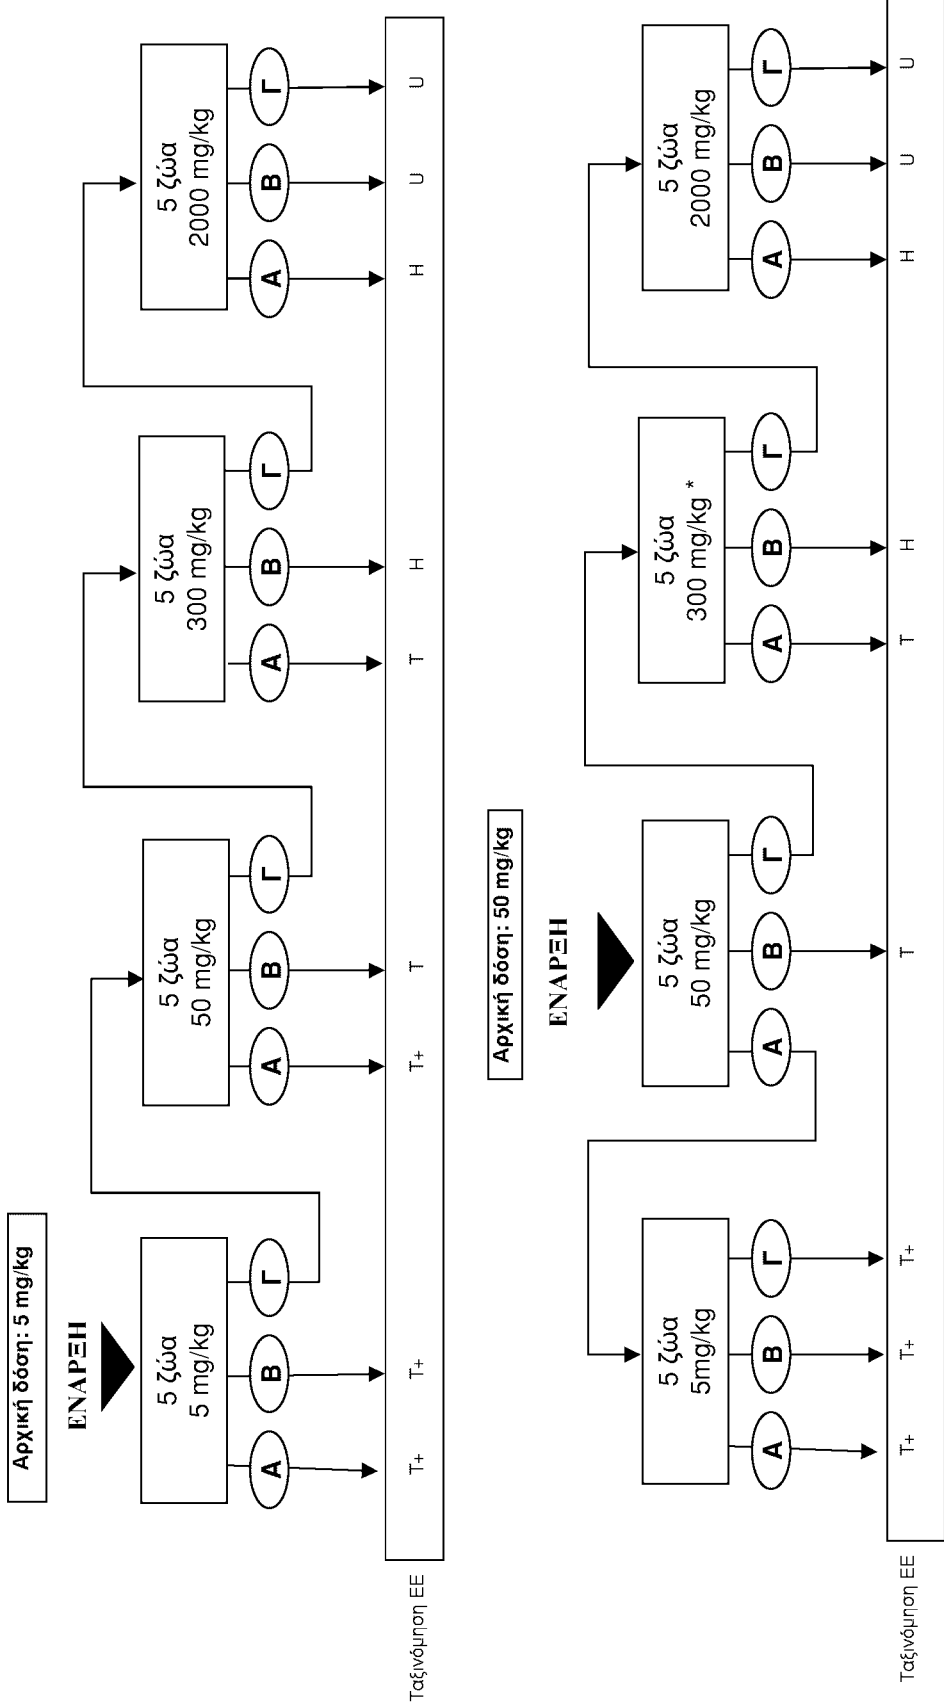 Αρχική δόση: 5 mg/kg
ΕΝΑΡΞΗ
5 ζώα
5 mg/kg
5 ζώα
50 mg/kg
5 ζώα
300 mg/kg
5 ζώα
2000 mg/kg
Α Β Γ Α Β Γ Α Β Γ Α Β Γ
Ταξινόμηση ΕΕ T+ T+ T+ T T H H U U
Αρχική δόση: 50 mg/kg
ΕΝΑΡΞΗ
5 ζώα
5mg/kg
5 ζώα
50 mg/kg
5 ζώα
300 mg/kg *
5 ζώα
2000 mg/kg
Α Β Γ Α Β Γ Α Β Γ Α Β Γ
Ταξινόμηση ΕΕ T+ T+ T+ T T H H U U